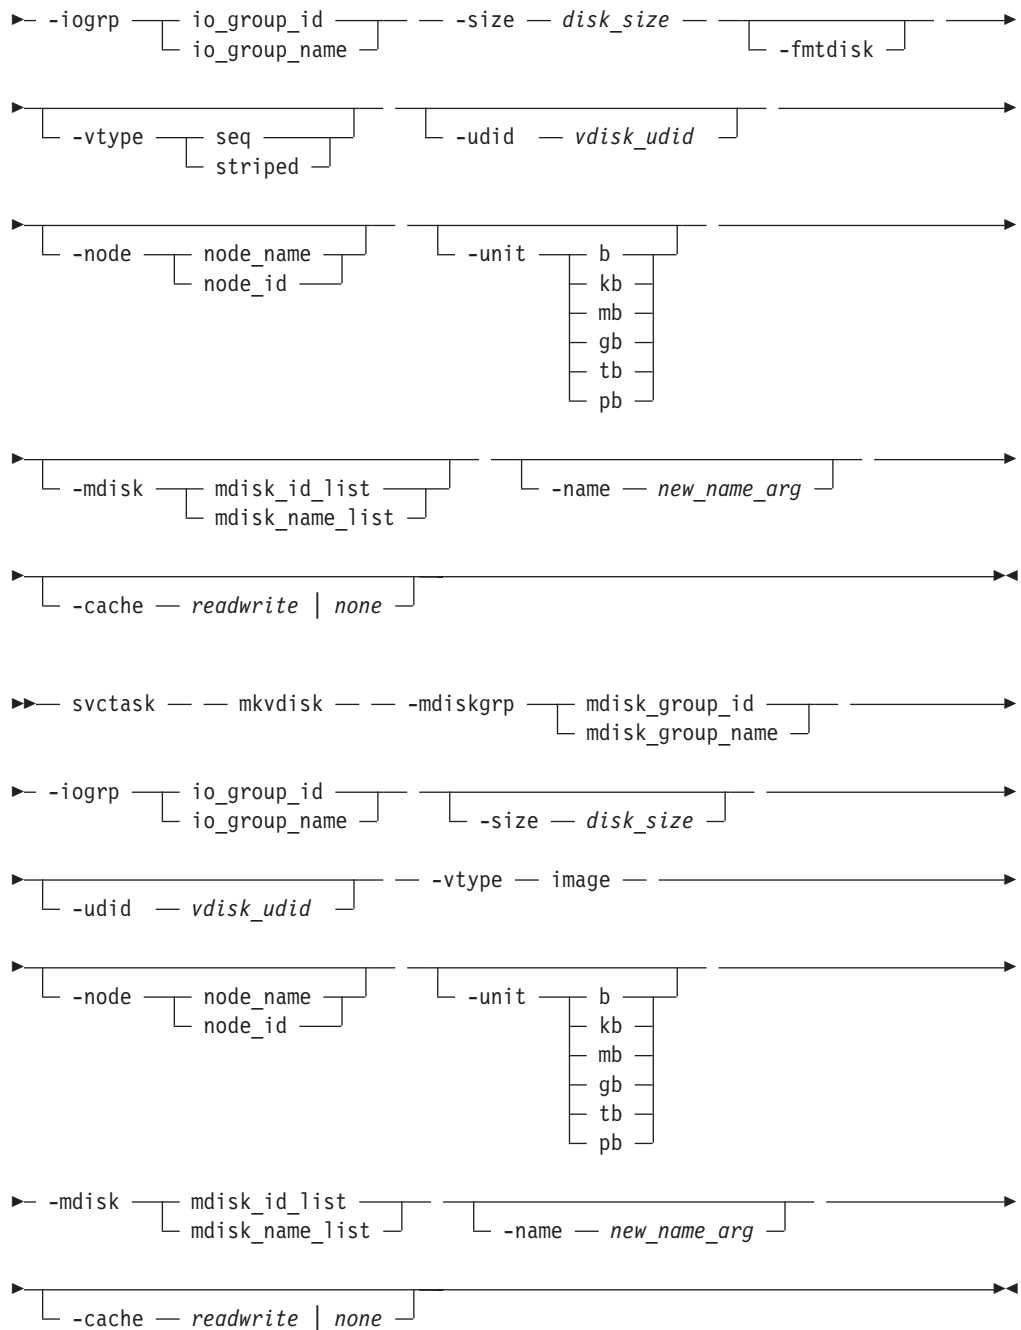 -iogrp io_group_id -size disk_size
io_group_name -fmtdisk
-vtype seq -udid vdisk_udid
striped
-node node_name -unit b
node_id kb
mb
gb
tb
pb
-mdisk mdisk_id_list -name new_name_arg
mdisk_name_list
-cache readwrite | none
svctask mkvdisk -mdiskgrp mdisk_group_id
mdisk_group_name
-iogrp io_group_id -size disk_size
io_group_name
-udid vdisk_udid -vtype image
-node node_name -unit b
node_id kb
mb
gb
tb
pb
-mdisk mdisk_id_list -name new_name_arg
mdisk_name_list
-cache readwrite | none